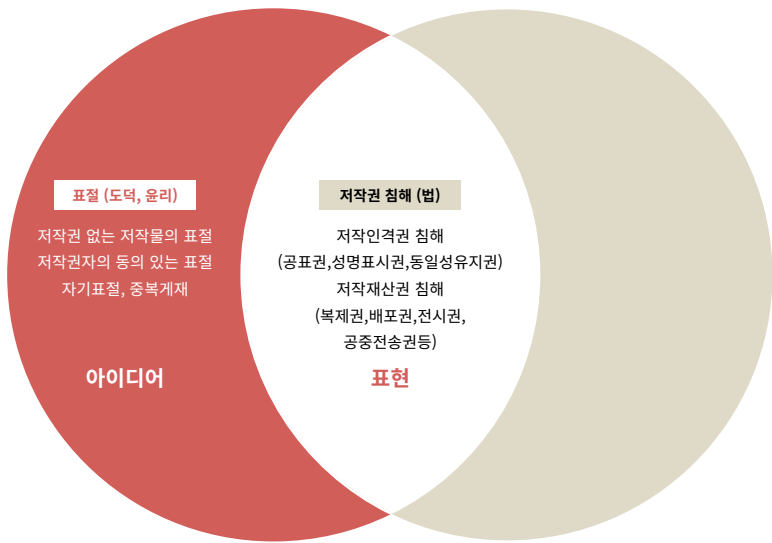 표절 (도덕, 윤리)
저작권 없는 저작물의 표절
저작권자의 동의 있는 표절
자기표절, 중복게재
아이디어
저작권 침해 (법)
저작인격권 침해
(공표권,성명표시권,동일성유지권)
저작재산권 침해
(복제권,배포권,전시권,
공중전송권등)
표현